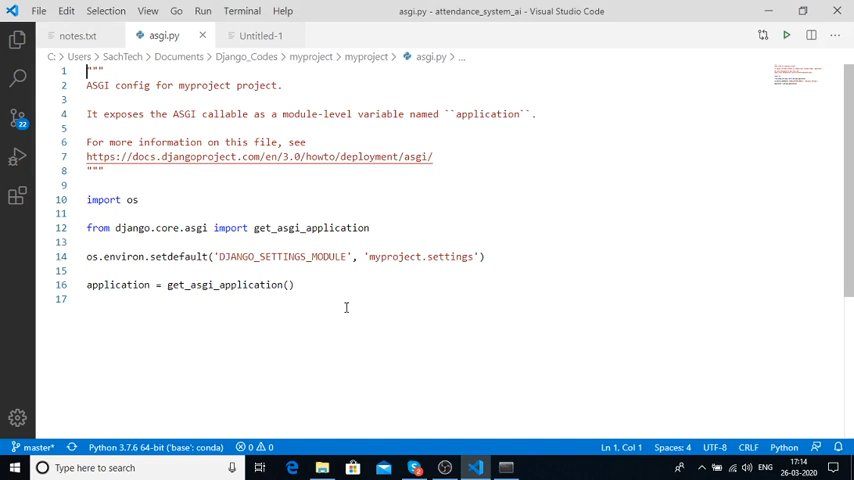 File Edit Selection View Go Run Terminal Help asgi.py - attendance_system_ai - Visual Studio Code
notes.txt asgi.py Untitled-1
C: > Users > SachTech > Documents > Django_Codes > myproject > myproject > asgi.py > ...
1 """
2 ASGI config for myproject project.
3
4 It exposes the ASGI callable as a module-level variable named ``application``.
5
6 For more information on this file, see
7 https://docs.djangoproject.com/en/3.0/howto/deployment/asgi/
8 """
9
10 import os
11
12 from django.core.asgi import get_asgi_application
13
14 os.environ.setdefault('DJANGO_SETTINGS_MODULE', 'myproject.settings')
15
16 application = get_asgi_application()
17
22
master* Python 3.7.6 64-bit ('base': conda) 0 0 Ln 1, Col 1 Spaces: 4 UTF-8 CRLF Python
Type here to search ENG 17:14
26-03-2020